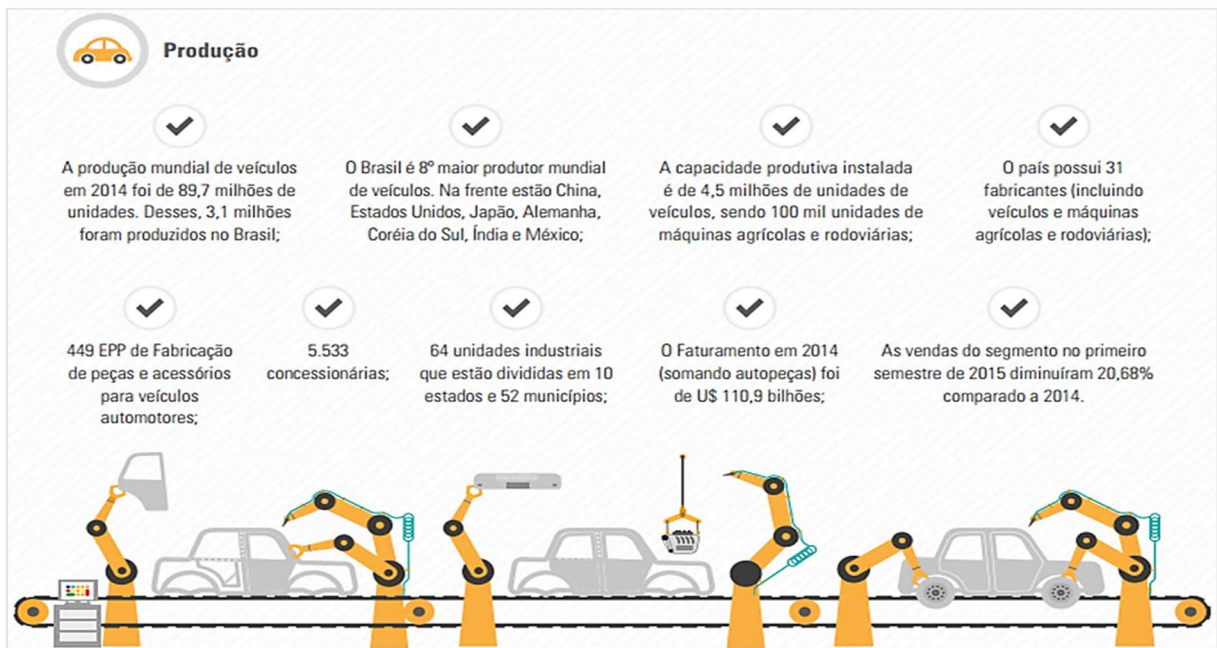 Produção
A produção mundial de veículos
em 2014 foi de 89,7 milhões de
unidades. Desses, 3,1 milhões
foram produzidos no Brasil;
O Brasil é 8º maior produtor mundial
de veículos. Na frente estão China,
Estados Unidos, Japão, Alemanha,
Coréia do Sul, Índia e México;
A capacidade produtiva instalada
é de 4,5 milhões de unidades de
veículos, sendo 100 mil unidades de
máquinas agrícolas e rodoviárias;
O país possui 31
fabricantes (incluindo
veículos e máquinas
agrícolas e rodoviárias);
449 EPP de Fabricação
de peças e acessórios
para veículos
automotores;
5.533
concessionárias;
64 unidades industriais
que estão divididas em 10
estados e 52 municípios;
O Faturamento em 2014
(somando autopeças) foi
de U$ 110,9 bilhões;
As vendas do segmento no primeiro
semestre de 2015 diminuíram 20,68%
comparado a 2014.